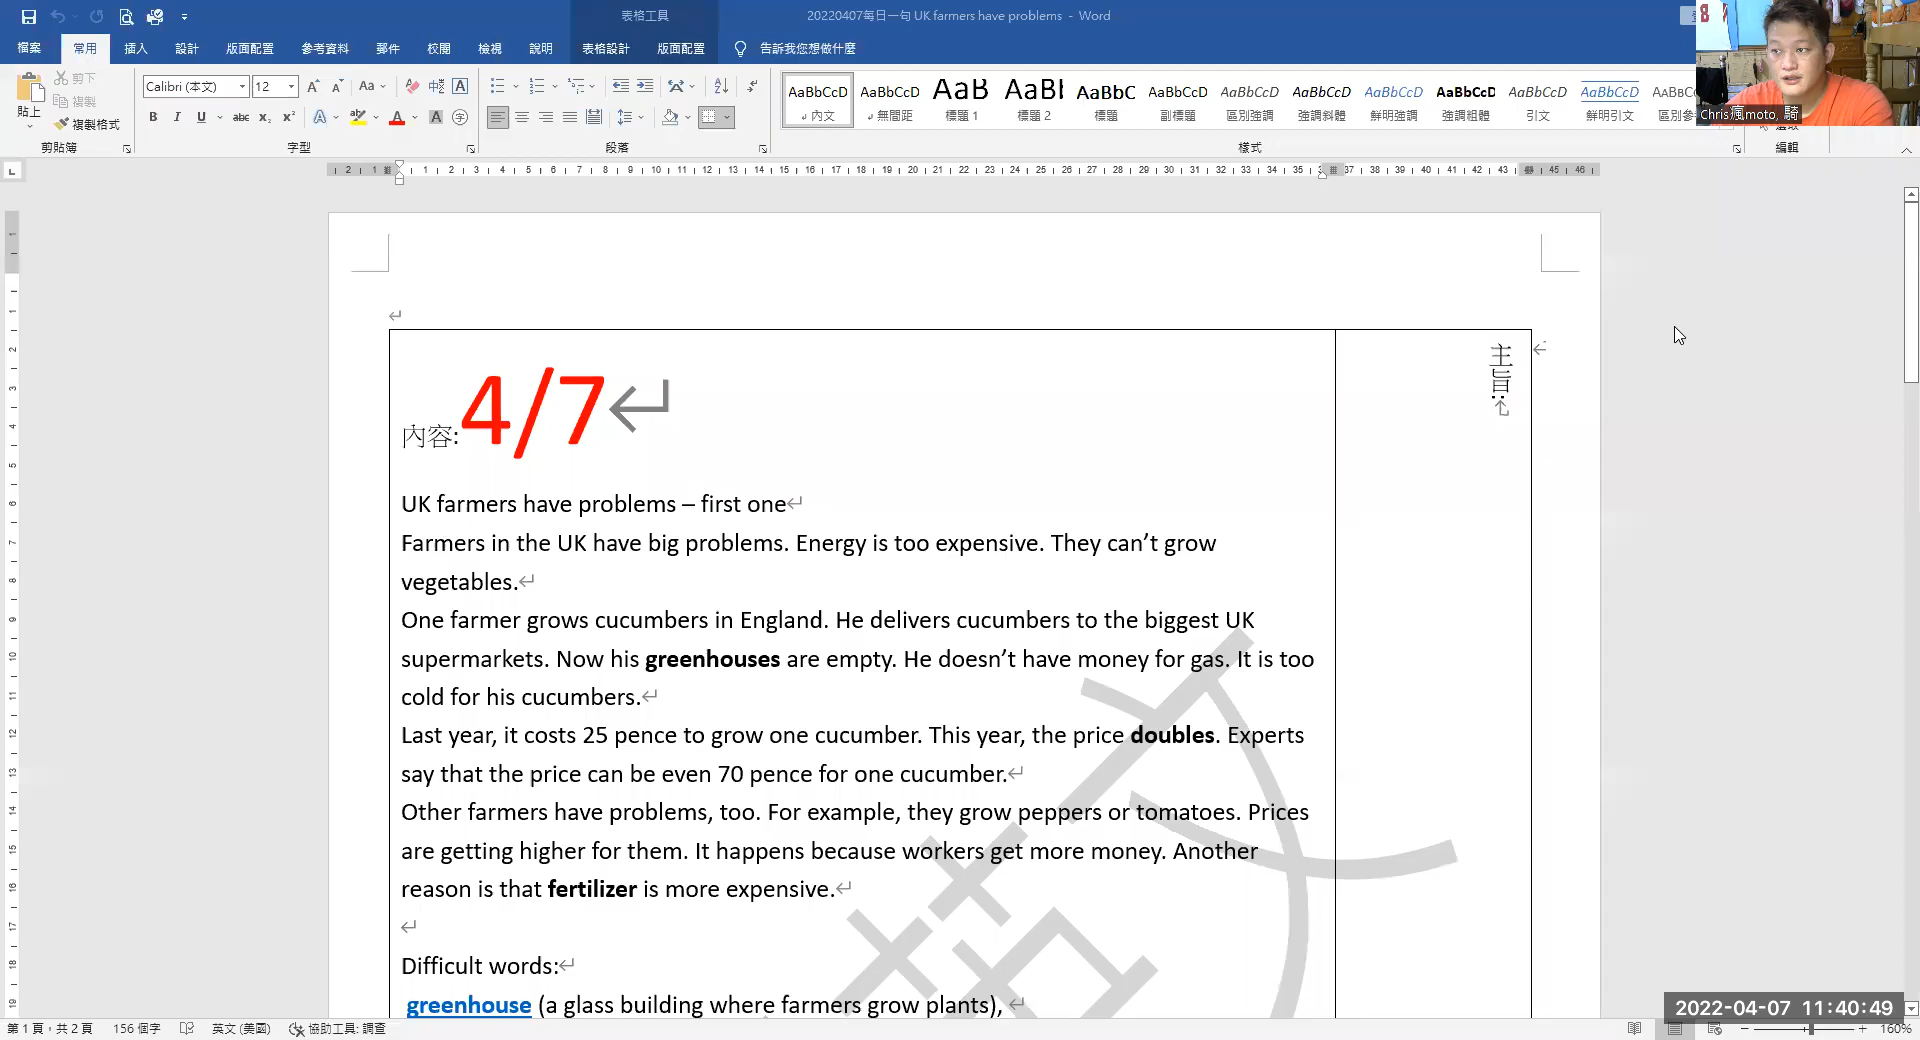 表格工具
20220407每日一句 UK farmers have problems - Word
檔案 常用 插入 設計 版面配置 參考資料 郵件 校閱 檢視 說明 表格設計 版面配置 告訴我您想做什麼
貼上 剪下 複製 複製格式
Calibri (本文) 12
AaBbCcD AaBbCcD AaB AaBl AaBbC AaBbCcD AaBbCcD AaBbCcD AaBbCcD AaBbCcD AaBbCcD AaBbCcD AaBbC
內文 無間距 標題 1 標題 2 標題 副標題 區別強調 強調斜體 鮮明強調 強調粗體 引文 鮮明引文 區別參
剪貼簿 字型 段落 樣式 編輯
主旨:
內容:4/7
UK farmers have problems – first one
Farmers in the UK have big problems. Energy is too expensive. They can’t grow
vegetables.
One farmer grows cucumbers in England. He delivers cucumbers to the biggest UK
supermarkets. Now his greenhouses are empty. He doesn’t have money for gas. It is too
cold for his cucumbers.
Last year, it costs 25 pence to grow one cucumber. This year, the price doubles. Experts
say that the price can be even 70 pence for one cucumber.
Other farmers have problems, too. For example, they grow peppers or tomatoes. Prices
are getting higher for them. It happens because workers get more money. Another
reason is that fertilizer is more expensive.
Difficult words:
greenhouse (a glass building where farmers grow plants),
英文
2022-04-07 11:40:49
第 1 頁，共 2 頁 156 個字 英文 (美國) 協助工具: 調查 160%